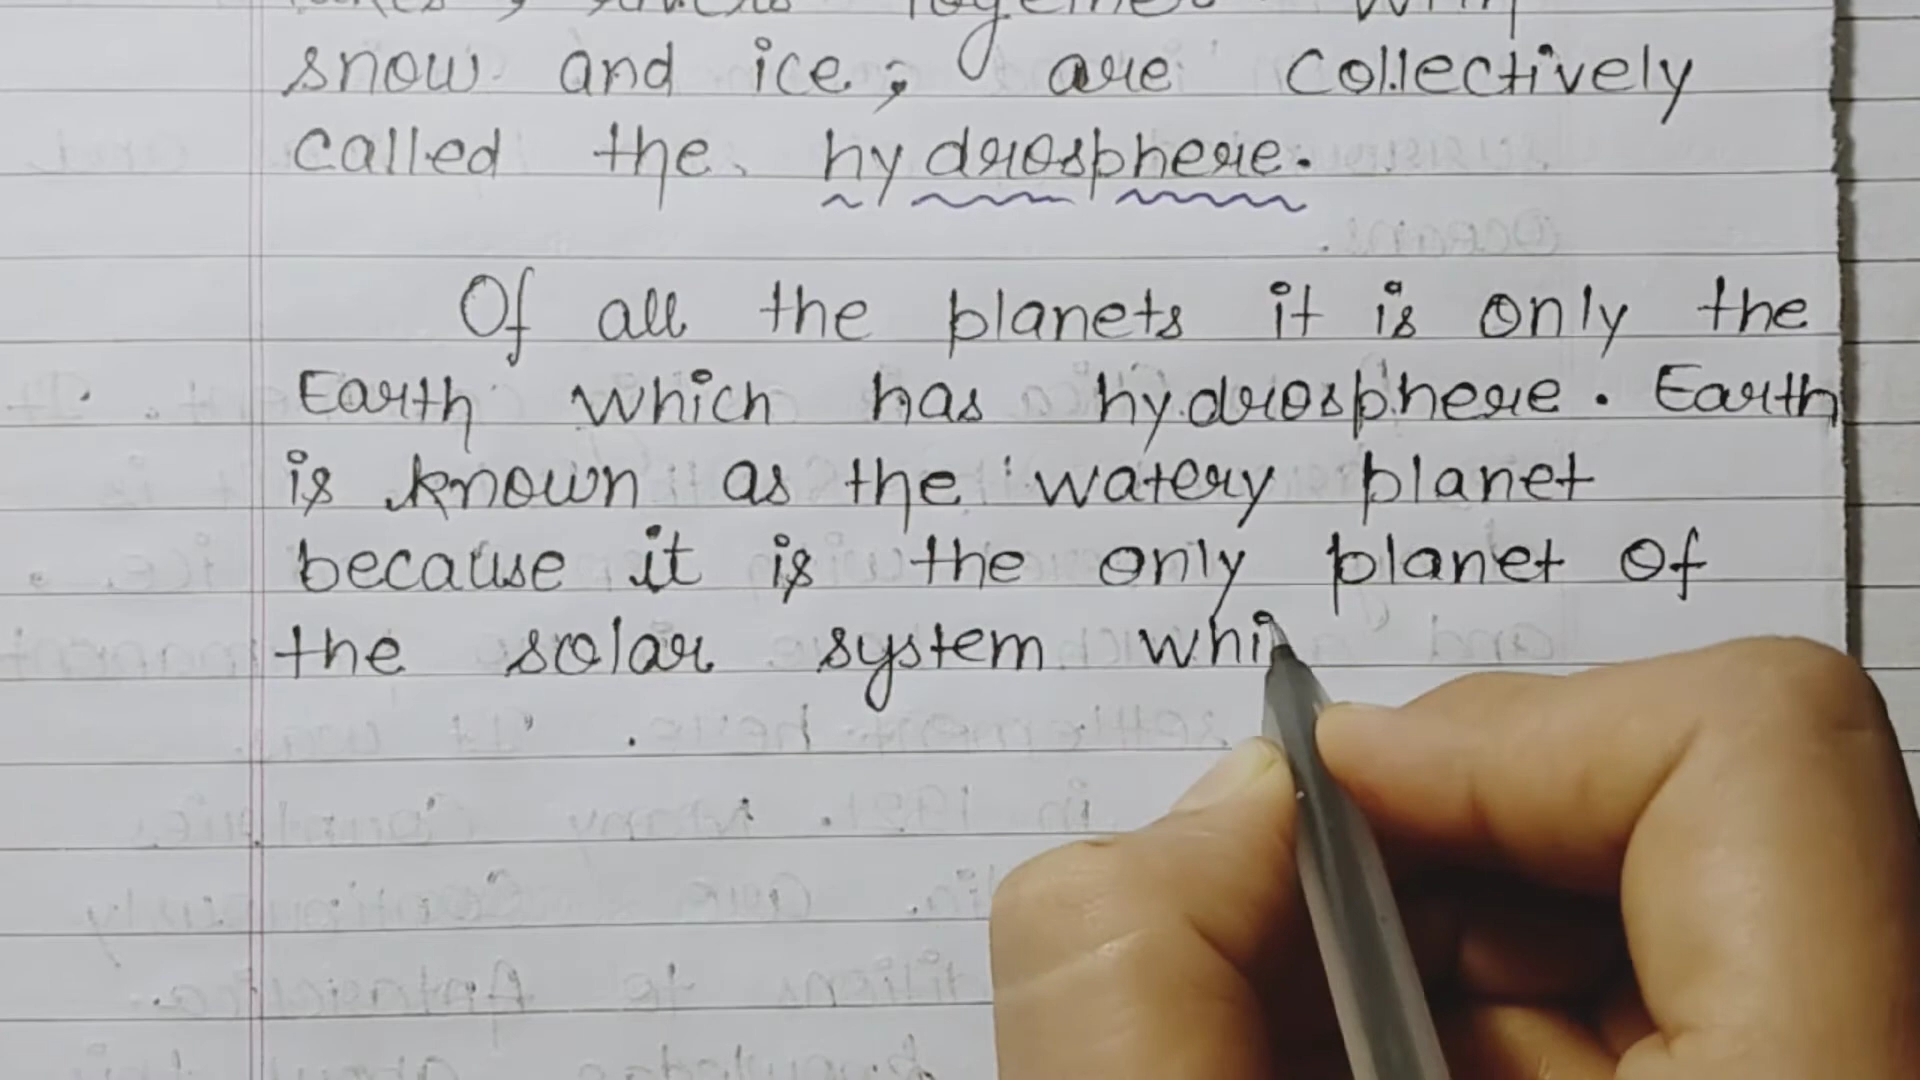 snow and ice, are collectively
called the hydrosphere.
Of all the planets it is only the
Earth which has hydrosphere. Earth
is known as the watery planet
because it is the only planet of
the solar system whi